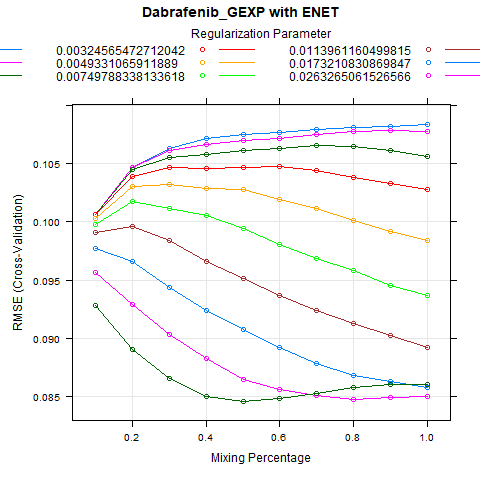 Dabrafenib_GEXP with ENET
Regularization Parameter
0.00324565472712042 0.0113961160499815
0.0049331065911889 0.0173210830869847
0.00749788338133618 0.0263265061526566
0.105
0.100
0.095
0.090
0.085
RMSE (Cross-Validation)
0.2 0.4 0.6 0.8 1.0
Mixing Percentage